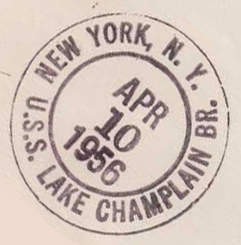 NEW YORK, N. Y.
APR
10
1956
U.S.S. LAKE CHAMPLAIN BR.